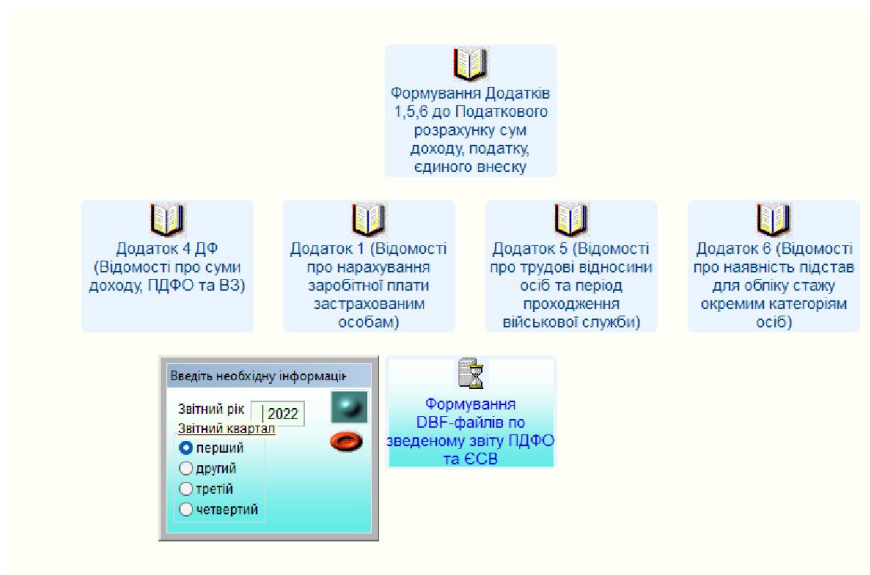 Формування Додатків
1,5,6 до Податкового
розрахунку сум
доходу, податку,
єдиного внеску
Додаток 4 ДФ
(Відомості про суми
доходу, ПДФО та ВЗ)
Додаток 1 (Відомості
про нарахування
заробітної плати
застрахованим
особам)
Додаток 5 (Відомості
про трудові відносини
осіб та період
проходження
військової служби)
Додаток 6 (Відомості
про наявність підстав
для обліку стажу
окремим категоріям
осіб)
Введіть необхідну інформацік
Звітний рік 2022
Звітний квартал
перший
другий
третій
четвертий
Формування
DBF-файлів по
зведеному звіту ПДФО
та ЄСВ